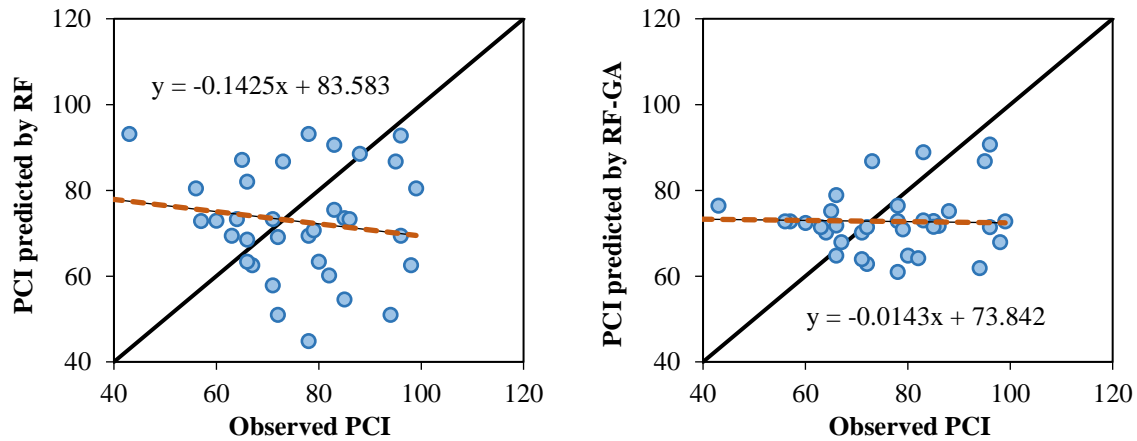 PCI predicted by RF
120
100
80
60
40
y = -0.1425x + 83.583
40 60 80 100 120
Observed PCI
PCI predicted by RF-GA
120
100
80
60
40
y = -0.0143x + 73.842
40 60 80 100 120
Observed PCI